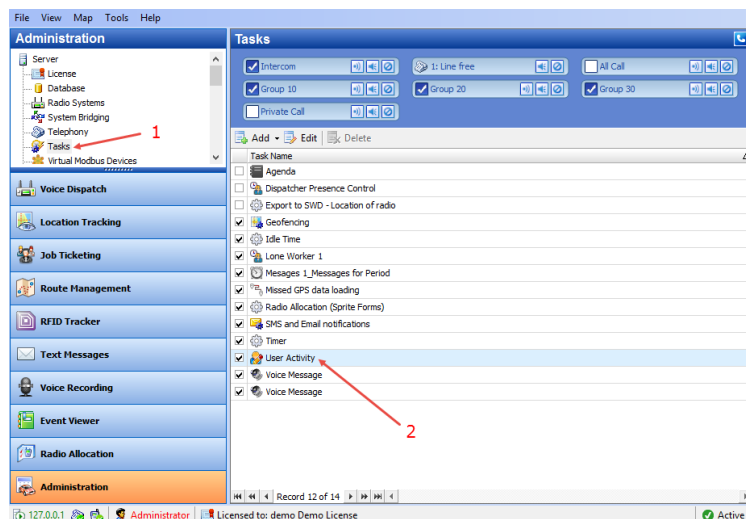 File View Map Tools Help
Administration
Server
License
Database
Radio Systems
System Bridging
Telephony
Tasks
Virtual Modbus Devices
1
Voice Dispatch
Location Tracking
Job Ticketing
Route Management
RFID Tracker
Text Messages
Voice Recording
Event Viewer
Radio Allocation
Administration
Tasks
Intercom 1: Line free All Call
Group 10 Group 20 Group 30
Private Call
Add Edit Delete
Task Name
Agenda
Dispatcher Presence Control
Export to SWD - Location of radio
Geofencing
Idle Time
Lone Worker 1
Mesages 1_Messages for Period
Missed GPS data loading
Radio Allocation (Sprite Forms)
SMS and Email notifications
Timer
User Activity
Voice Message
Voice Message
2
Record 12 of 14
127.0.0.1 Administrator Licensed to: demo Demo License Active